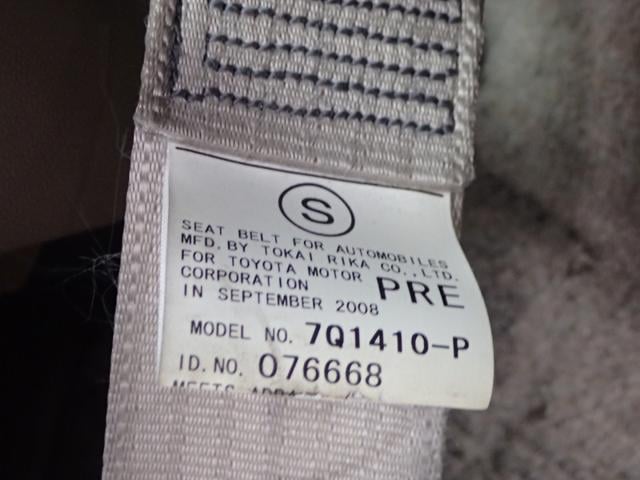 S
SEAT BELT FOR AUTOMOBILES
MFD. BY TOKAI RIKA CO., LTD.
FOR TOYOTA MOTOR
CORPORATION PRE
IN SEPTEMBER 2008
MODEL NO. 7Q1410-P
ID. NO. 076668
MEETS